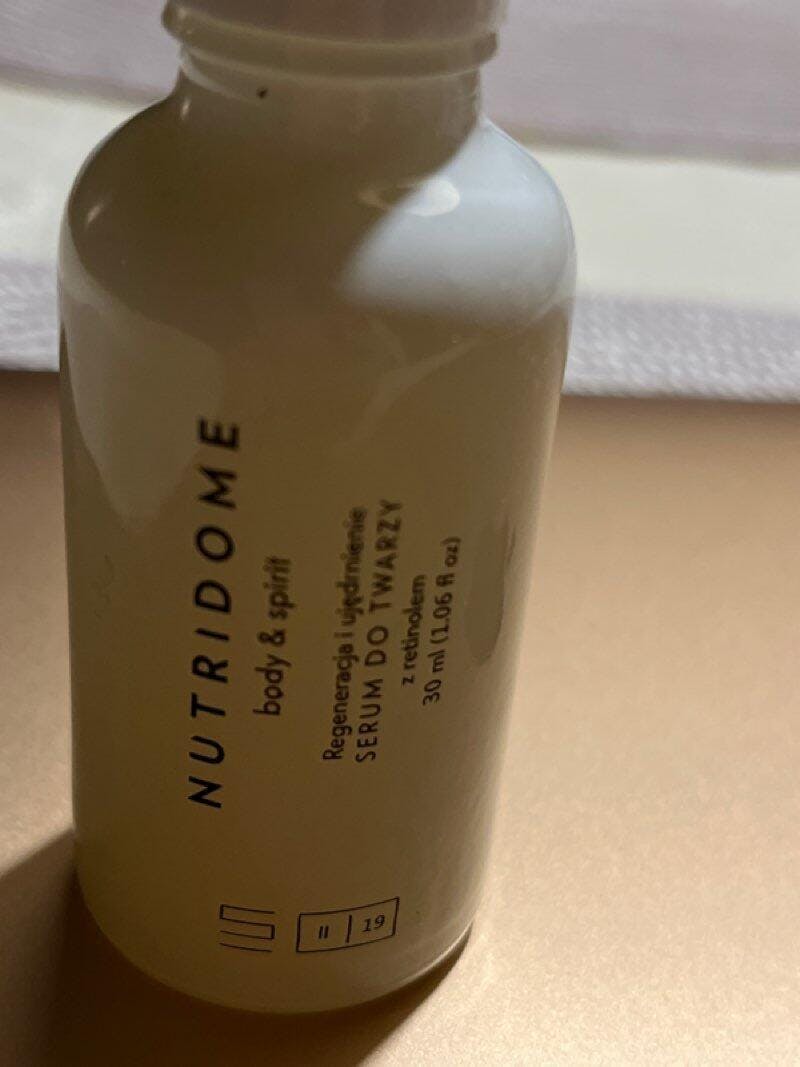 NUTRIDOME
body & spirit
Regeneracja i ujędrnienie
SERUM DO TWARZY
z retinolem
30 ml (1.06 fl oz)
II | 19